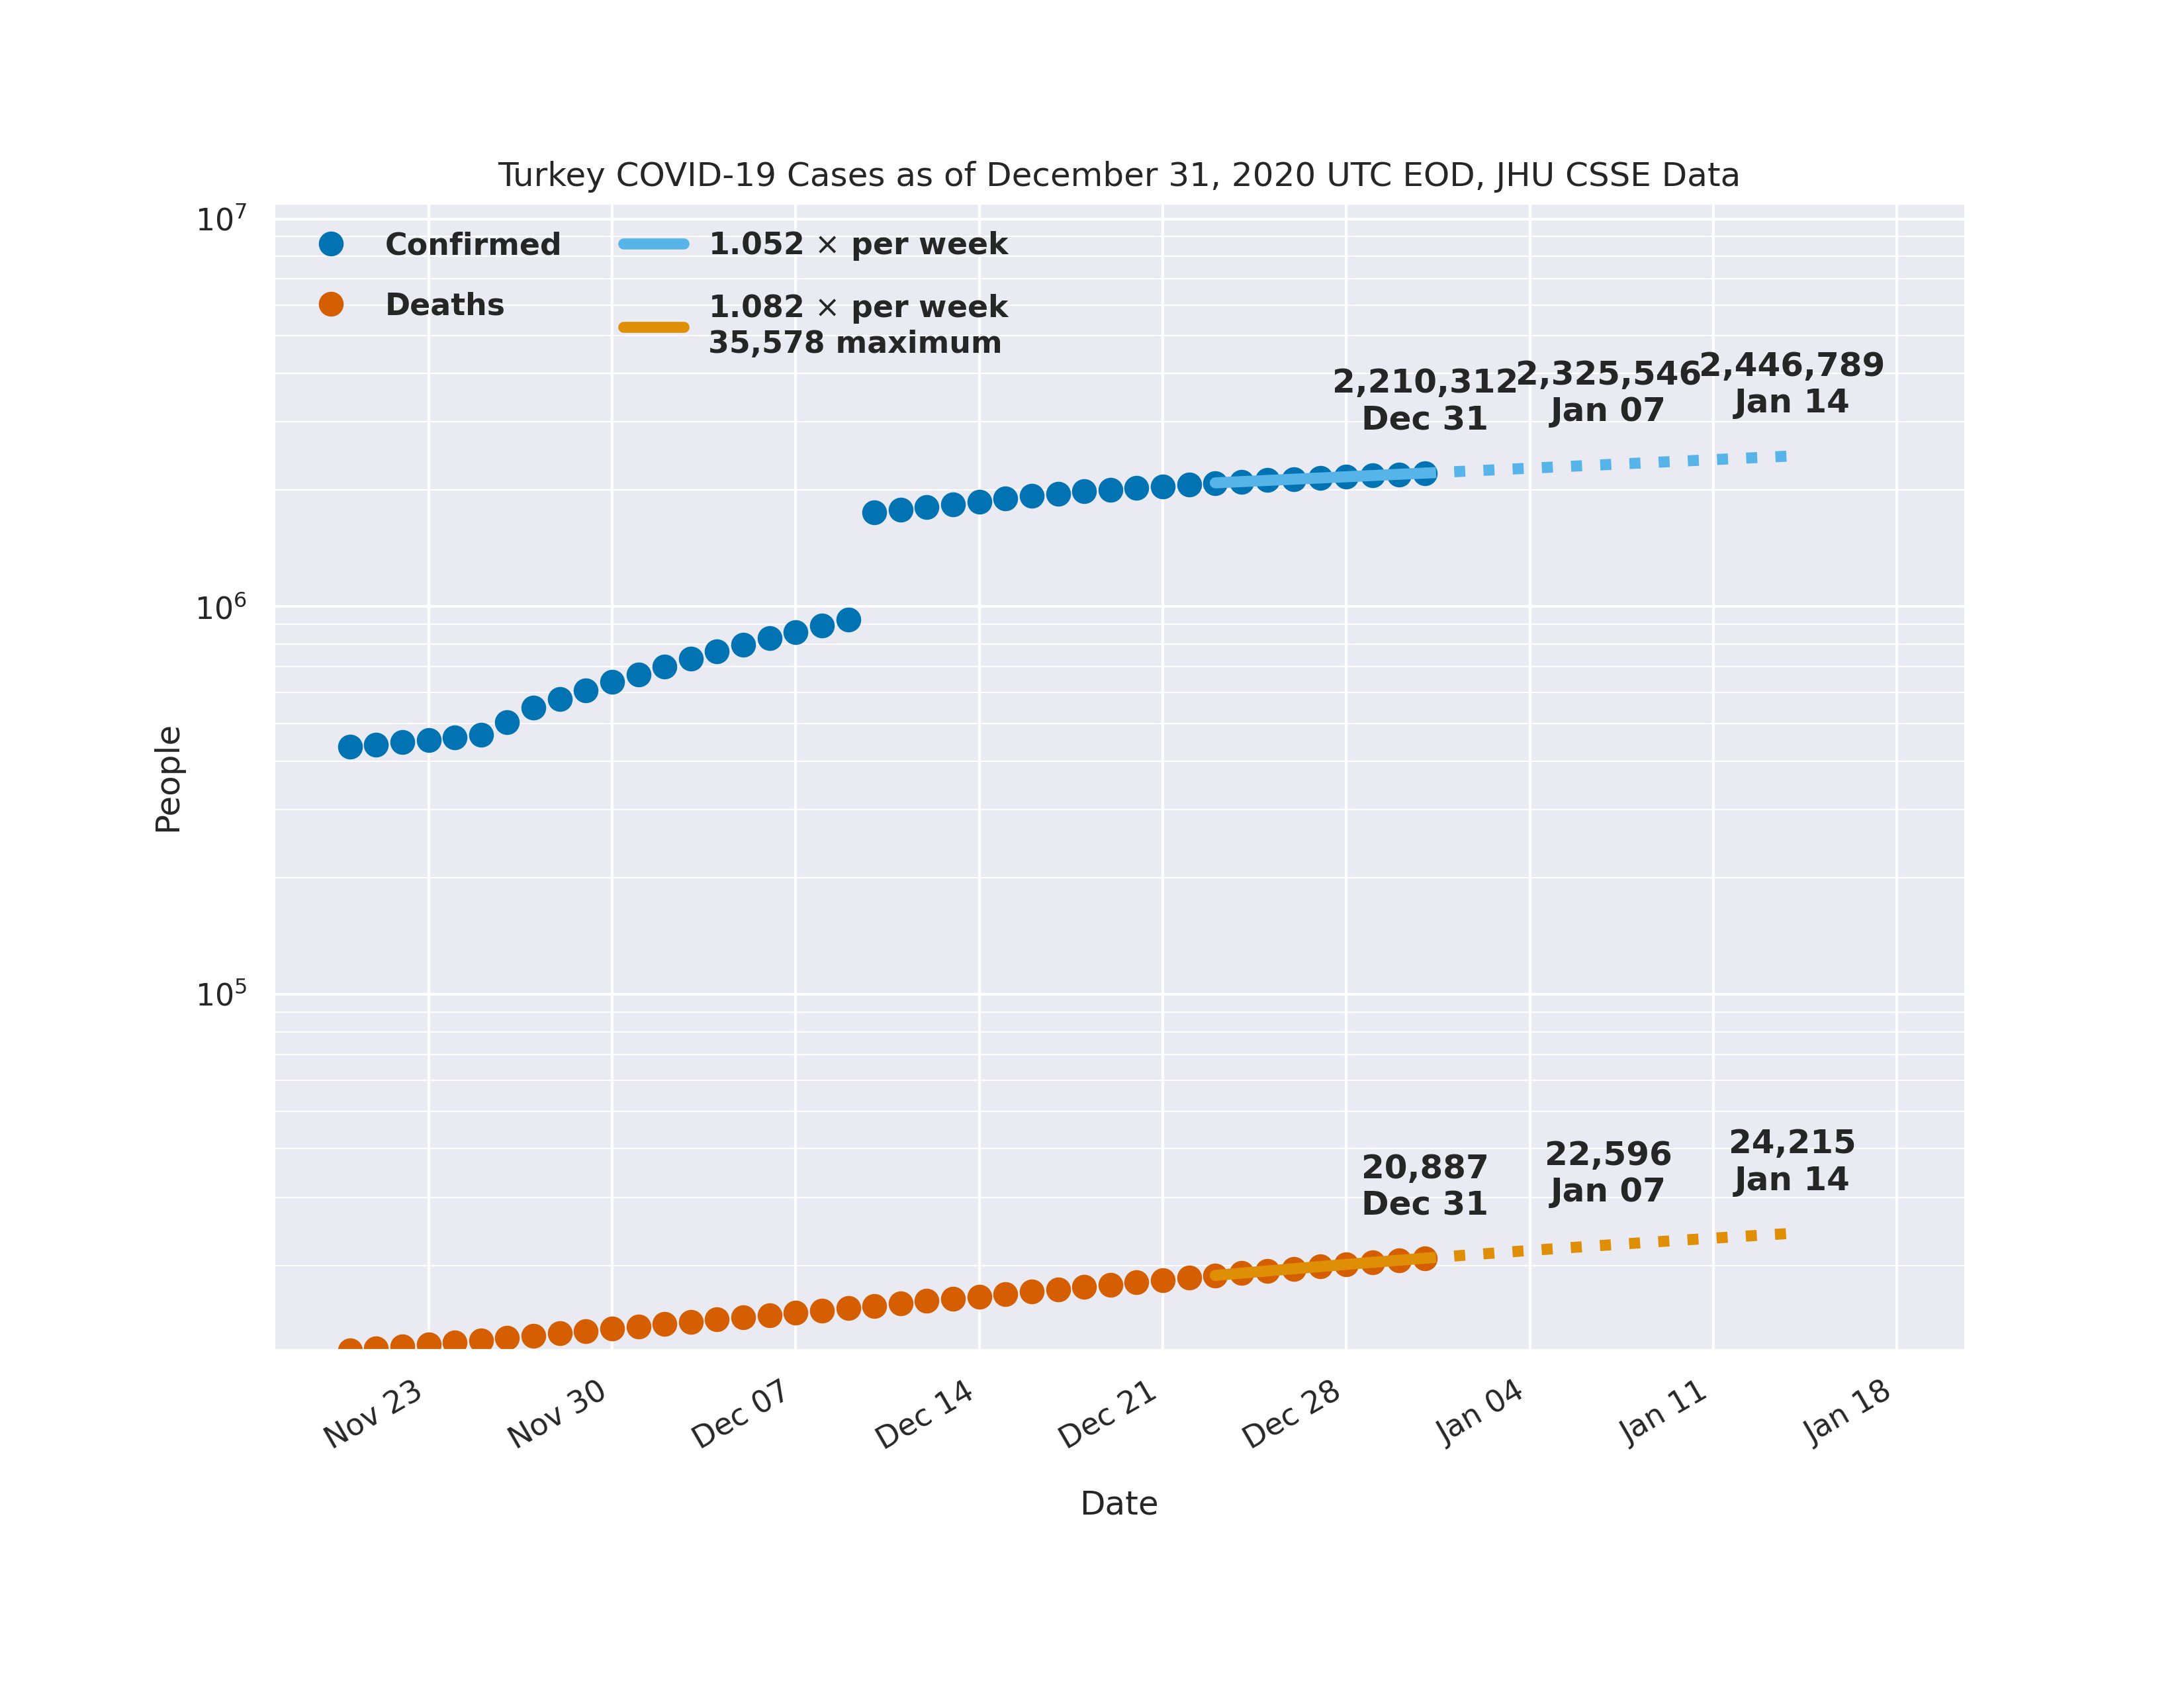 Turkey COVID-19 Cases as of December 31, 2020 UTC EOD, JHU CSSE Data
10⁷
10⁶
10⁵
People
Confirmed
Deaths
1.052 × per week
1.082 × per week
35,578 maximum
2,210,312
Dec 31
2,325,546
Jan 07
2,446,789
Jan 14
20,887
Dec 31
22,596
Jan 07
24,215
Jan 14
Nov 23
Nov 30
Dec 07
Dec 14
Dec 21
Dec 28
Jan 04
Jan 11
Jan 18
Date